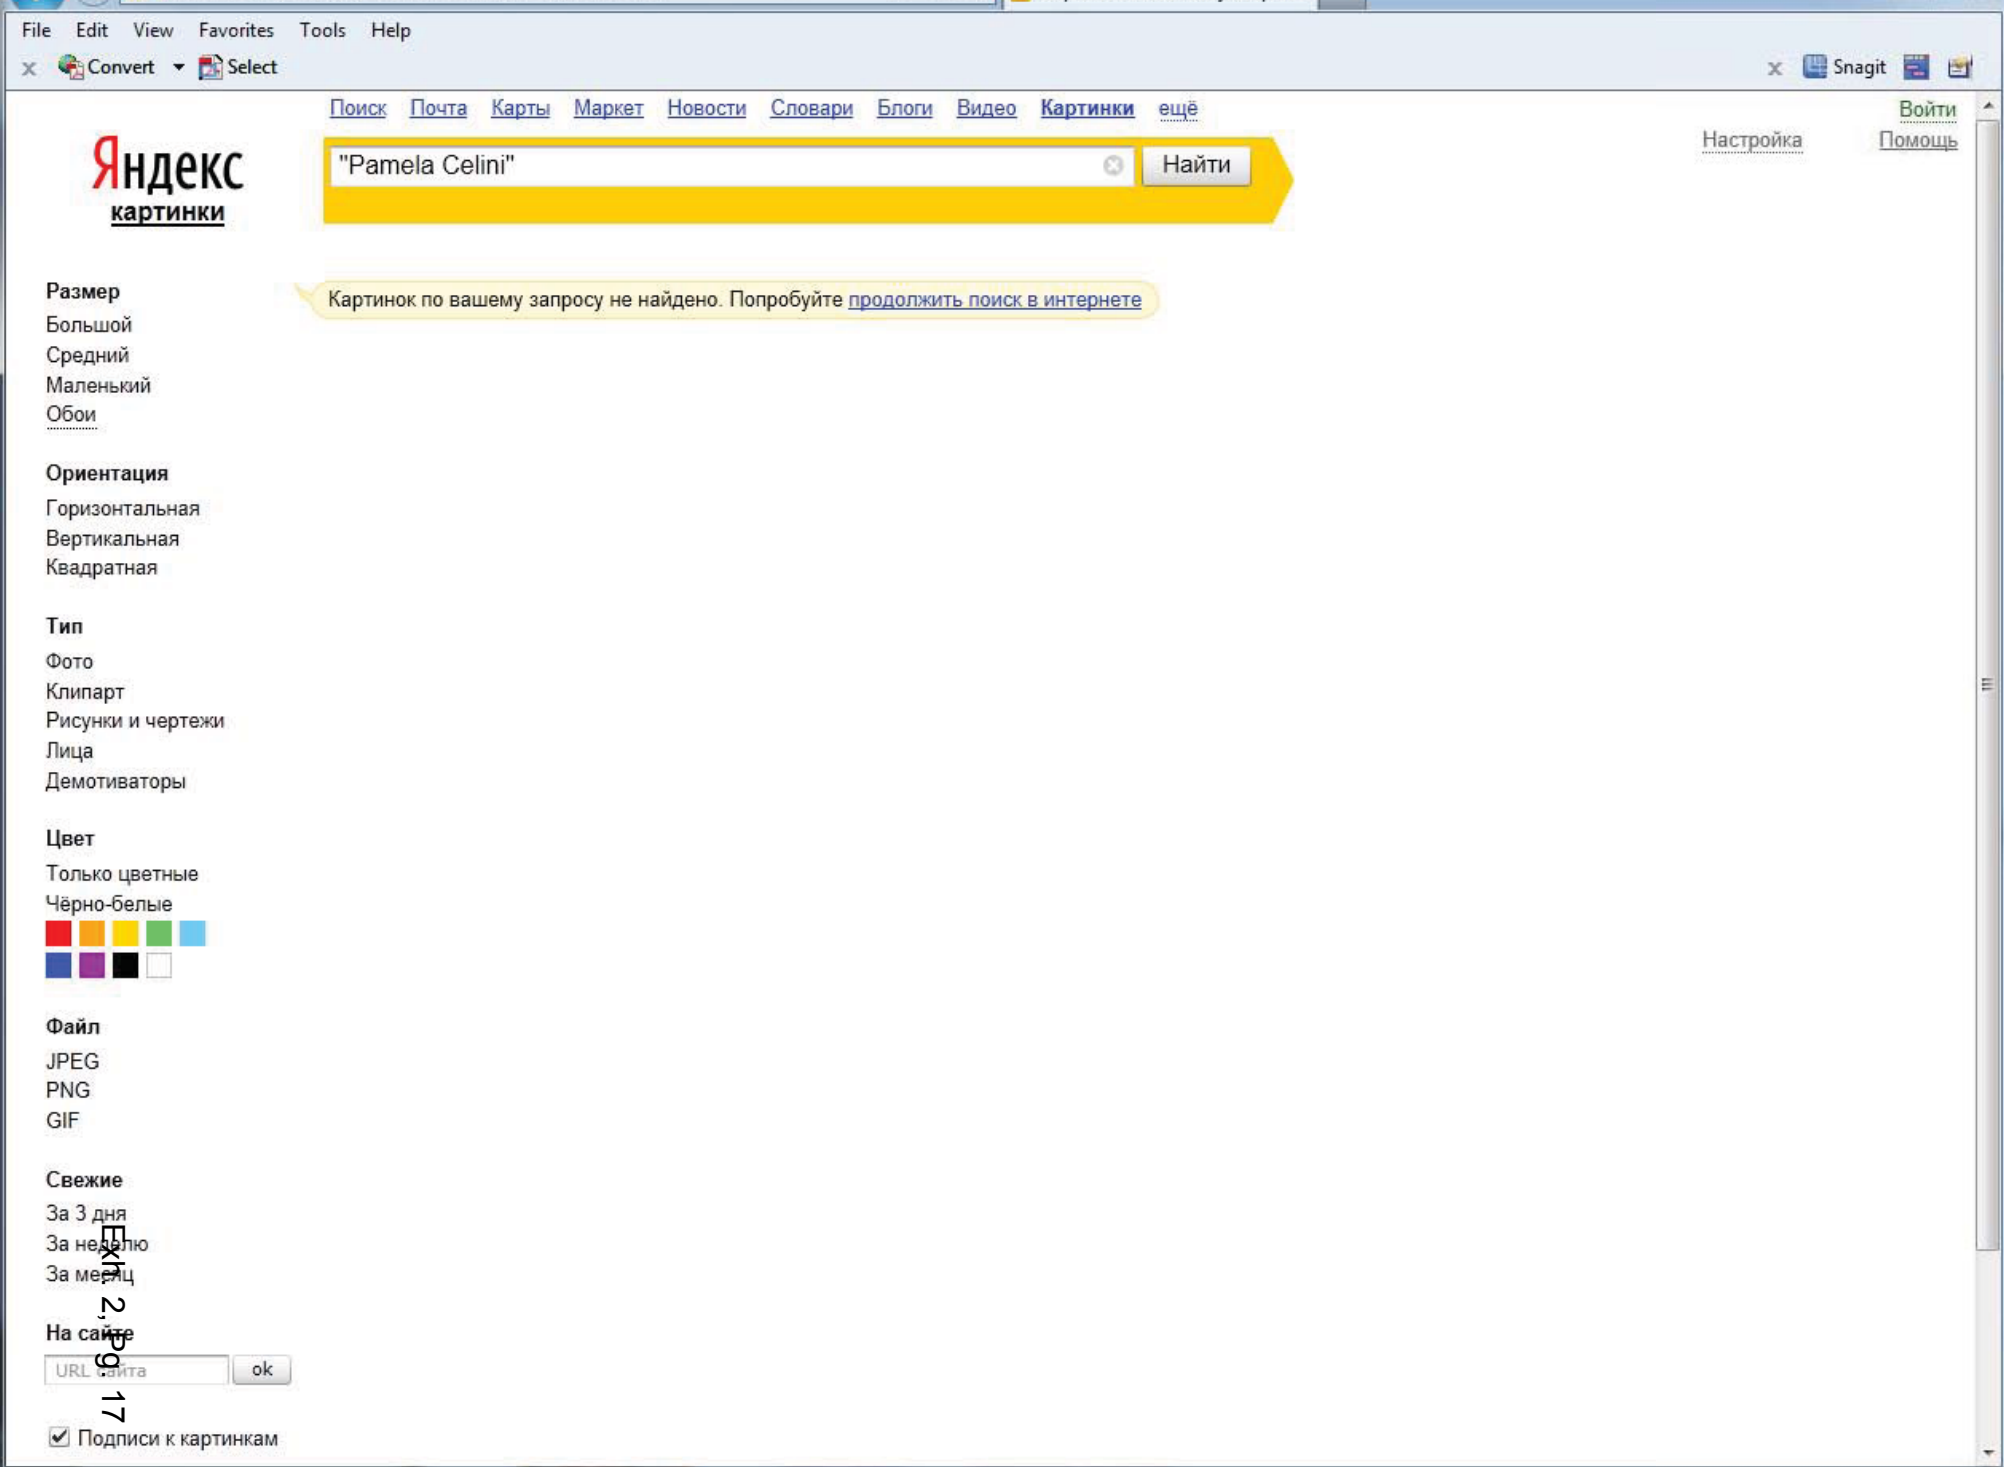 File Edit View Favorites Tools Help
Convert Select Snagit
Поиск Почта Карты Маркет Новости Словари Блоги Видео Картинки ещё Войти
Настройка Помощь
Яндекс
картинки
"Pamela Celini" Найти
Картинок по вашему запросу не найдено. Попробуйте продолжить поиск в интернете
Размер
Большой
Средний
Маленький
Обои
Ориентация
Горизонтальная
Вертикальная
Квадратная
Тип
Фото
Клипарт
Рисунки и чертежи
Лица
Демотиваторы
Цвет
Только цветные
Чёрно-белые
Файл
JPEG
PNG
GIF
Свежие
За 3 дня
За неделю
За месяц
На сайте
URL сайта ok
Подписи к картинкам
Exh. 2, Pg. 17